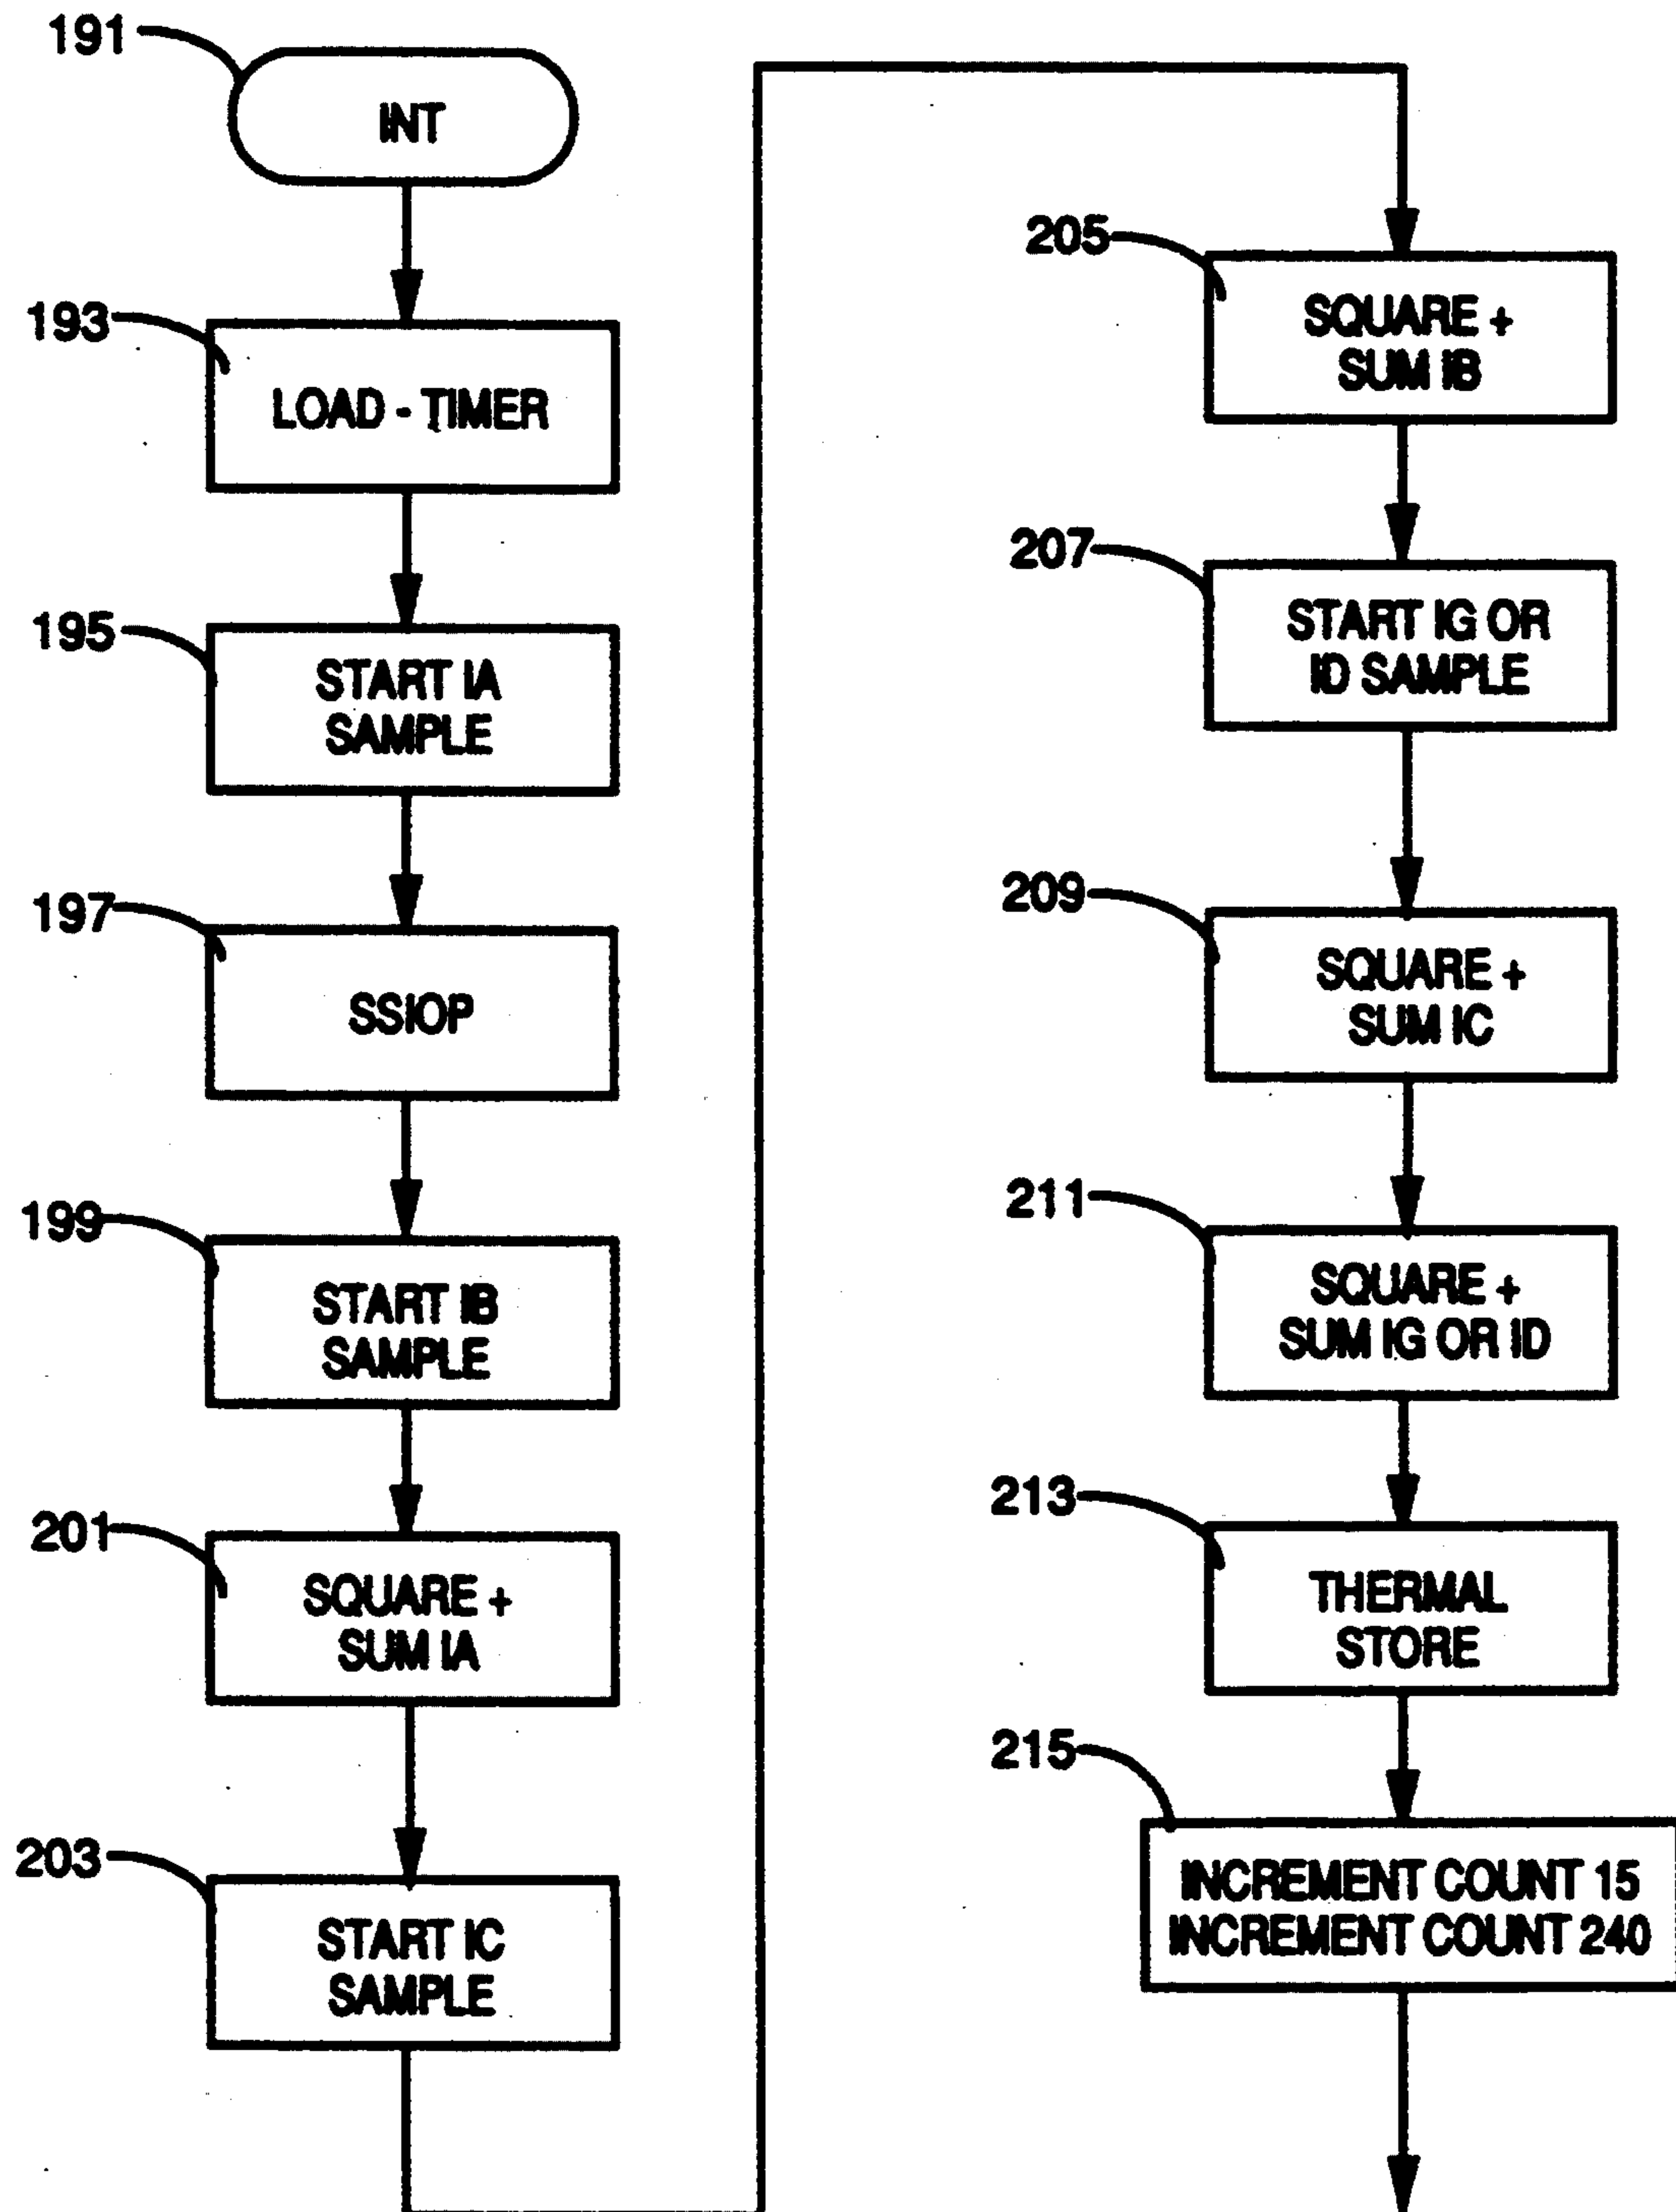 191
INT
193
LOAD - TIMER
195
START IA
SAMPLE
197
SSIOP
199
START IB
SAMPLE
201
SQUARE +
SUM IA
203
START IC
SAMPLE
205
SQUARE +
SUM IB
207
START IG OR
ID SAMPLE
209
SQUARE +
SUM IC
211
SQUARE +
SUM IG OR ID
213
THERMAL
STORE
215
INCREMENT COUNT 15
INCREMENT COUNT 240